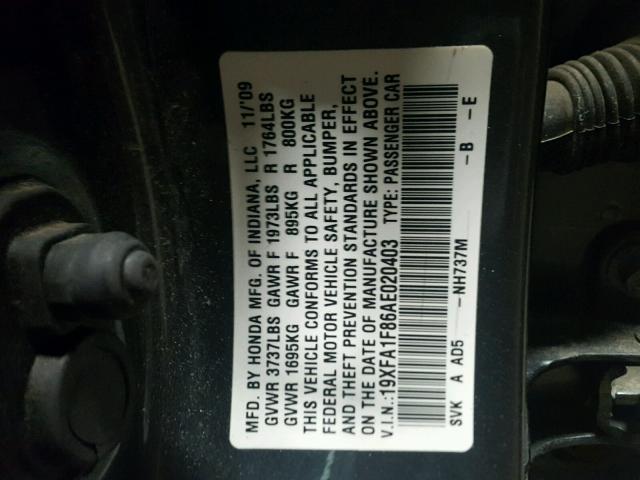 MFD. BY HONDA MFG. OF INDIANA, LLC 11/'09
GVWR 3737LBS GAWR F 1973LBS R 1764LBS
GVWR 1695KG GAWR F 895KG R 800KG
THIS VEHICLE CONFORMS TO ALL APPLICABLE
FEDERAL MOTOR VEHICLE SAFETY, BUMPER,
AND THEFT PREVENTION STANDARDS IN EFFECT
ON THE DATE OF MANUFACTURE SHOWN ABOVE.
V.I.N.:19XFA1F86AE020403 TYPE: PASSENGER CAR
SVK A AD5 -NH737M -B -E